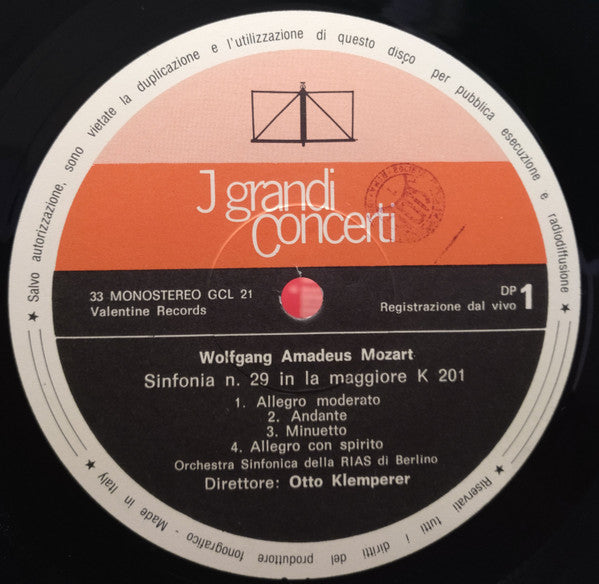 ★ Salvo autorizzazione, sono vietate la duplicazione e l'utilizzazione di questo disco per pubblica esecuzione e radiodiffusione ★
J grandi
Concerti
33 MONOSTEREO GCL 21
Valentine Records
DP 1
Registrazione dal vivo
Wolfgang Amadeus Mozart
Sinfonia n. 29 in la maggiore K 201
1. Allegro moderato
2. Andante
3. Minuetto
4. Allegro con spirito
Orchestra Sinfonica della RIAS di Berlino
Direttore: Otto Klemperer
★ Riservati tutti i diritti del produttore fonografico - Made in Italy ★